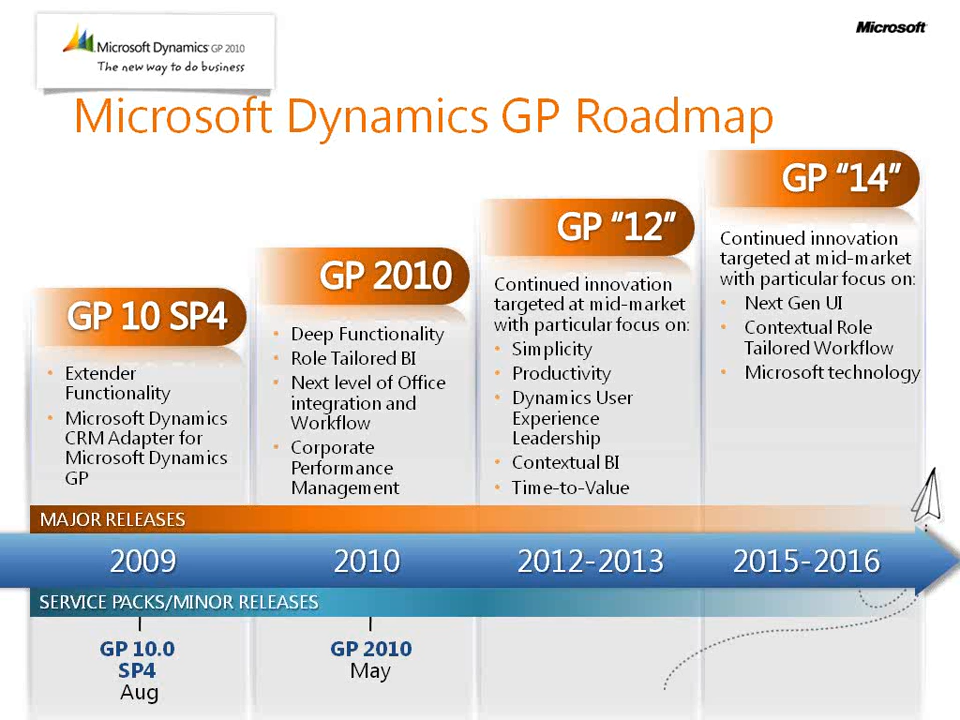 Microsoft Dynamics GP 2010
The new way to do business
Microsoft
Microsoft Dynamics GP Roadmap
GP 10 SP4
• Extender
Functionality
• Microsoft Dynamics
CRM Adapter for
Microsoft Dynamics
GP
GP 2010
• Deep Functionality
• Role Tailored BI
• Next level of Office
integration and
Workflow
• Corporate
Performance
Management
GP “12”
Continued innovation
targeted at mid-market
with particular focus on:
• Simplicity
• Productivity
• Dynamics User
Experience
Leadership
• Contextual BI
• Time-to-Value
GP “14”
Continued innovation
targeted at mid-market
with particular focus on:
• Next Gen UI
• Contextual Role
Tailored Workflow
• Microsoft technology
MAJOR RELEASES
2009
2010
2012-2013
2015-2016
SERVICE PACKS/MINOR RELEASES
GP 10.0
SP4
Aug
GP 2010
May